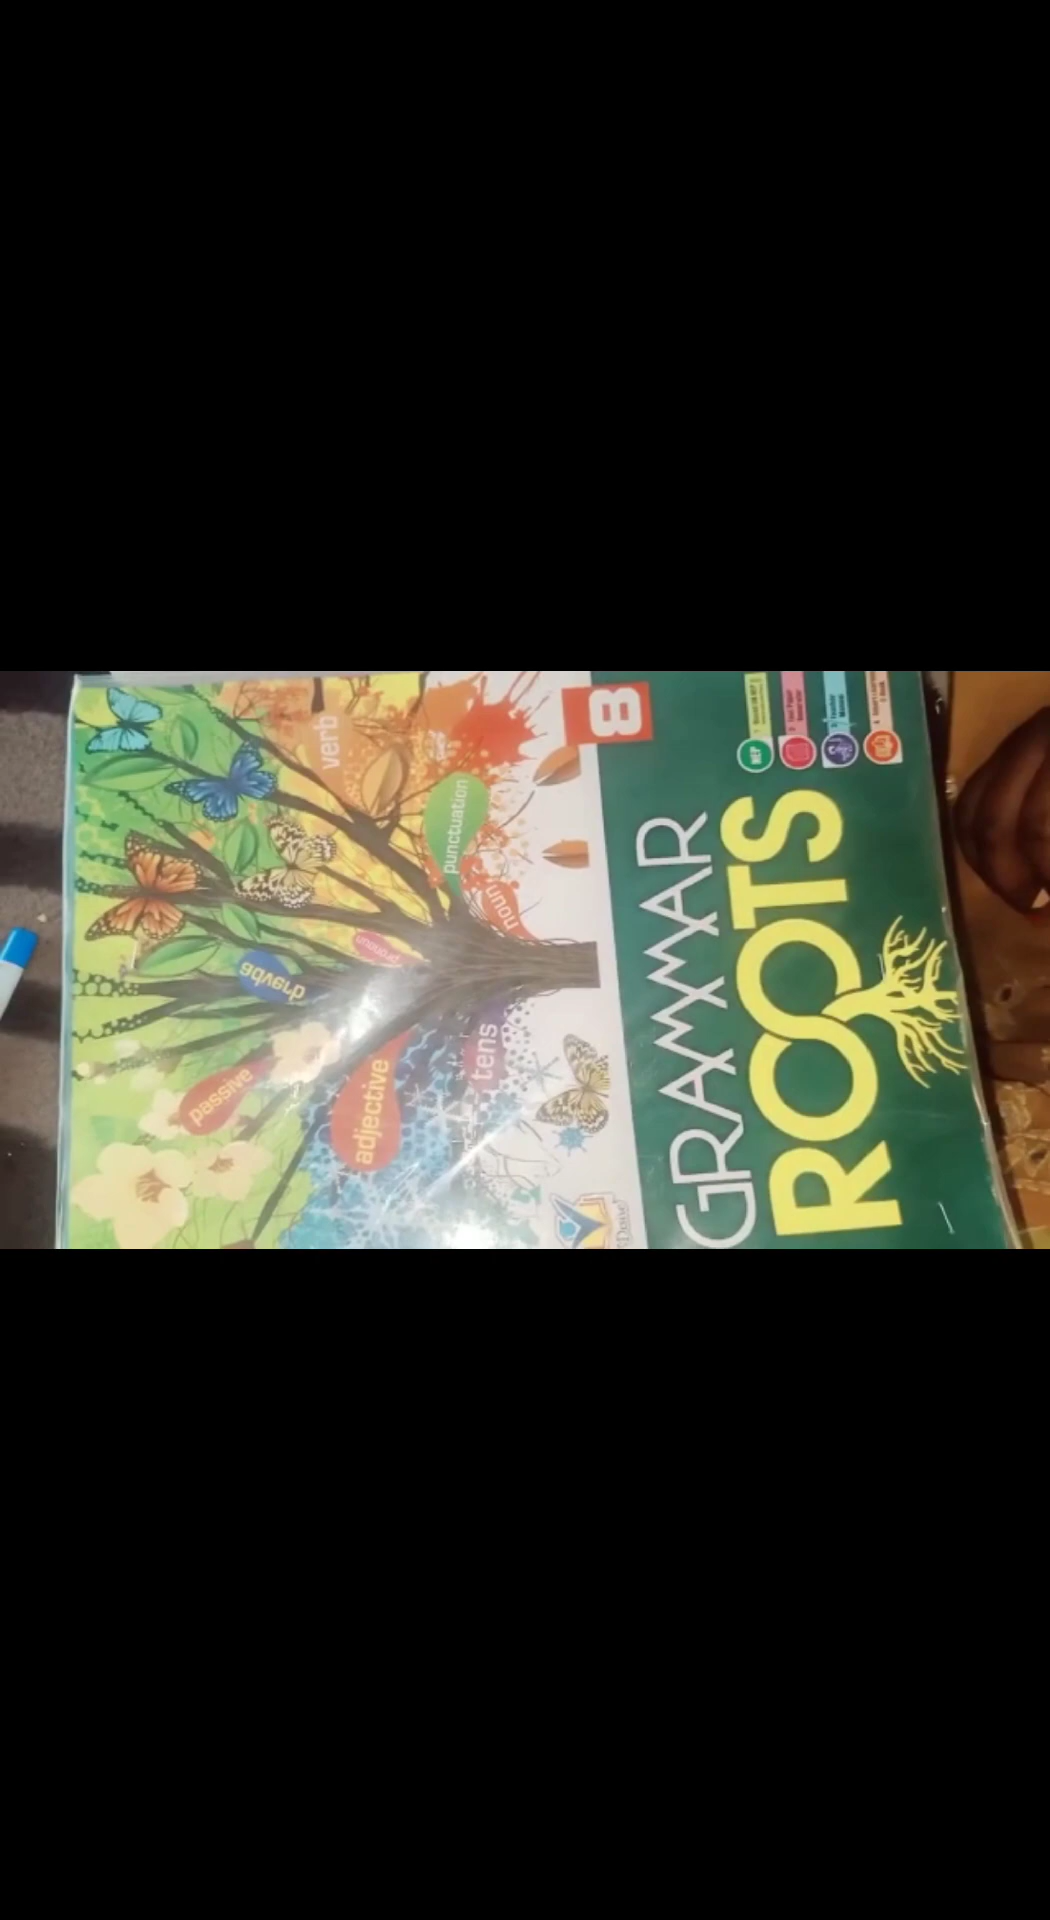 verb
punctuation
noun
pronoun
adverb
passive
adjective
tens
8
GRAMMAR
ROOTS
NEP